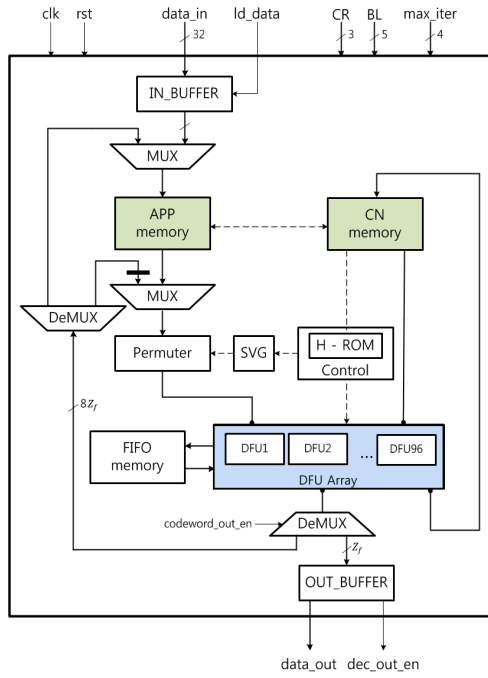 clk rst data_in ld_data CR BL max_iter
32 3 5 4
IN_BUFFER
MUX
APP
memory
CN
memory
MUX
DeMUX
Permuter
SVG
H - ROM
Control
8z_f
FIFO
memory
DFU1 DFU2 ... DFU96
DFU Array
codeword_out_en
DeMUX
z_f
OUT_BUFFER
data_out dec_out_en